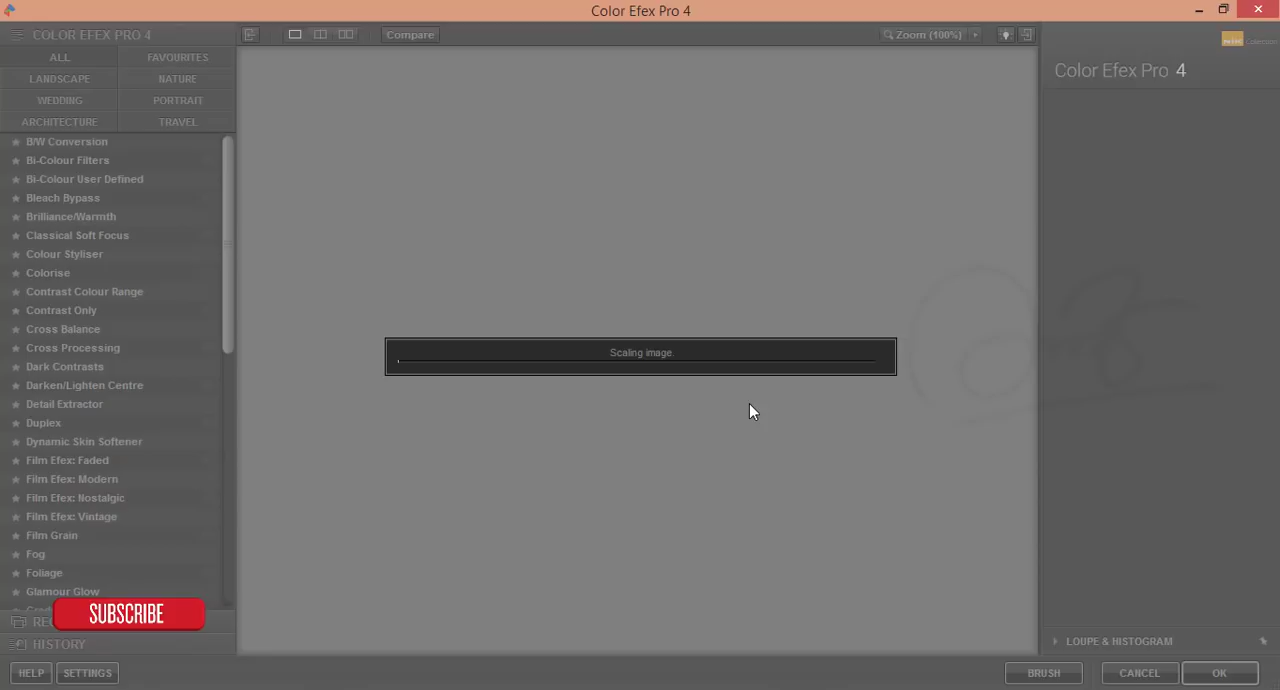 Color Efex Pro 4
COLOR EFEX PRO 4
Compare
Zoom (100%)
ALL
FAVOURITES
LANDSCAPE
NATURE
WEDDING
PORTRAIT
ARCHITECTURE
TRAVEL
B/W Conversion
Bi-Colour Filters
Bi-Colour User Defined
Bleach Bypass
Brilliance/Warmth
Classical Soft Focus
Colour Styliser
Colorise
Contrast Colour Range
Contrast Only
Cross Balance
Cross Processing
Dark Contrasts
Darken/Lighten Centre
Detail Extractor
Duplex
Dynamic Skin Softener
Film Efex: Faded
Film Efex: Modern
Film Efex: Nostalgic
Film Efex: Vintage
Film Grain
Fog
Foliage
Glamour Glow
SUBSCRIBE
HISTORY
HELP
SETTINGS
Scaling image.
Collection
Color Efex Pro 4
LOUPE & HISTOGRAM
BRUSH
CANCEL
OK